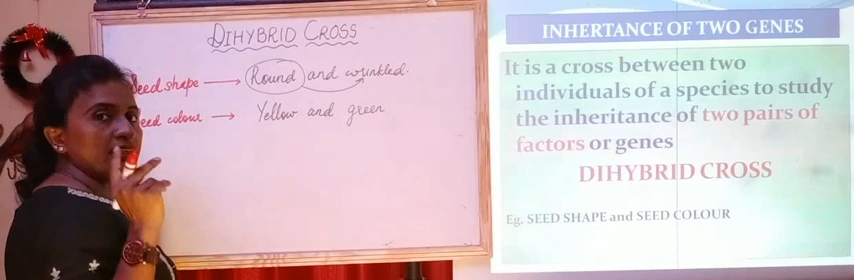 DIHYBRID CROSS
Seed shape → Round and wrinkled.
Seed colour → Yellow and green
INHERTANCE OF TWO GENES
It is a cross between two
individuals of a species to study
the inheritance of two pairs of
factors or genes
DIHYBRID CROSS
Eg. SEED SHAPE and SEED COLOUR